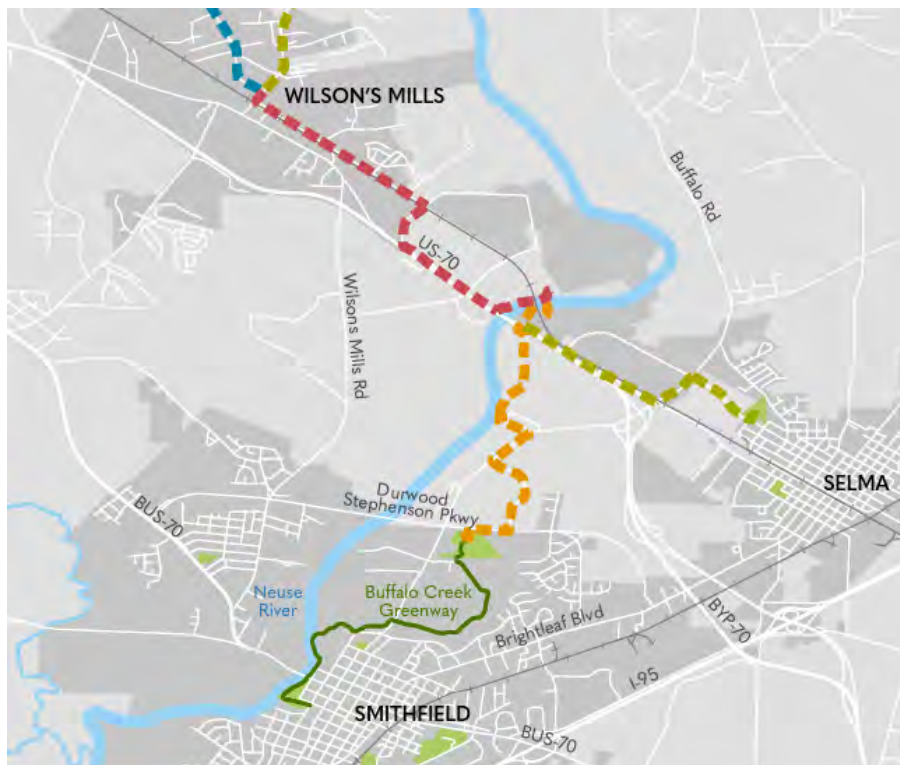 WILSON'S MILLS
Buffalo Rd
US-70
Wilson's Mills Rd
SELMA
Durwood
Stephenson Pkwy
BUS-70
Neuse
River
Buffalo Creek
Greenway
Brightleaf Blvd
BYP-70
I-95
SMITHFIELD
BUS-70